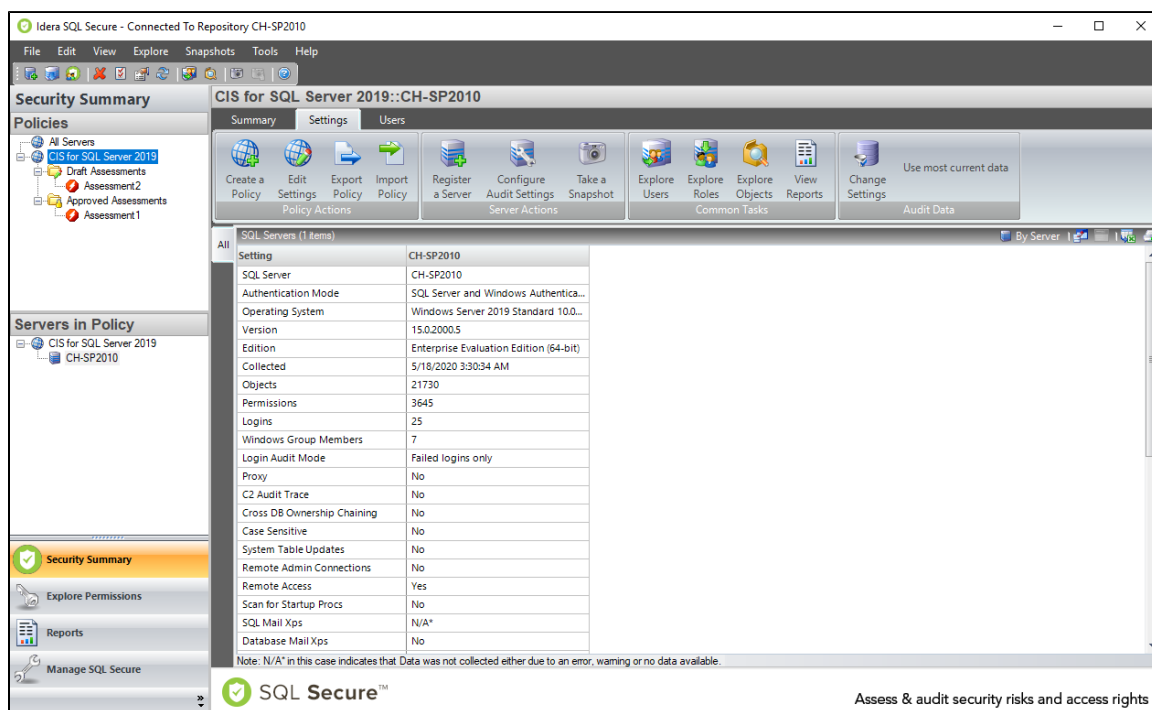 Idera SQL Secure - Connected To Repository CH-SP2010
File Edit View Explore Snapshots Tools Help
Security Summary
Policies
All Servers
CIS for SQL Server 2019
Draft Assessments
Assessment2
Approved Assessments
Assessment1
Servers in Policy
CIS for SQL Server 2019
CH-SP2010
Security Summary
Explore Permissions
Reports
Manage SQL Secure
CIS for SQL Server 2019::CH-SP2010
Summary Settings Users
Create a Policy
Edit Settings
Export Policy
Import Policy
Policy Actions
Register a Server
Configure Audit Settings
Take a Snapshot
Server Actions
Explore Users
Explore Roles
Explore Objects
View Reports
Common Tasks
Change Settings
Use most current data
Audit Data
All
SQL Servers (1 items) By Server
Setting CH-SP2010
SQL Server CH-SP2010
Authentication Mode SQL Server and Windows Authentica...
Operating System Windows Server 2019 Standard 10.0...
Version 15.0.2000.5
Edition Enterprise Evaluation Edition (64-bit)
Collected 5/18/2020 3:30:34 AM
Objects 21730
Permissions 3645
Logins 25
Windows Group Members 7
Login Audit Mode Failed logins only
Proxy No
C2 Audit Trace No
Cross DB Ownership Chaining No
Case Sensitive No
System Table Updates No
Remote Admin Connections No
Remote Access Yes
Scan for Startup Procs No
SQL Mail Xps N/A*
Database Mail Xps No
Note: N/A* in this case indicates that Data was not collected either due to an error, warning or no data available.
SQL Secure™
Assess & audit security risks and access rights